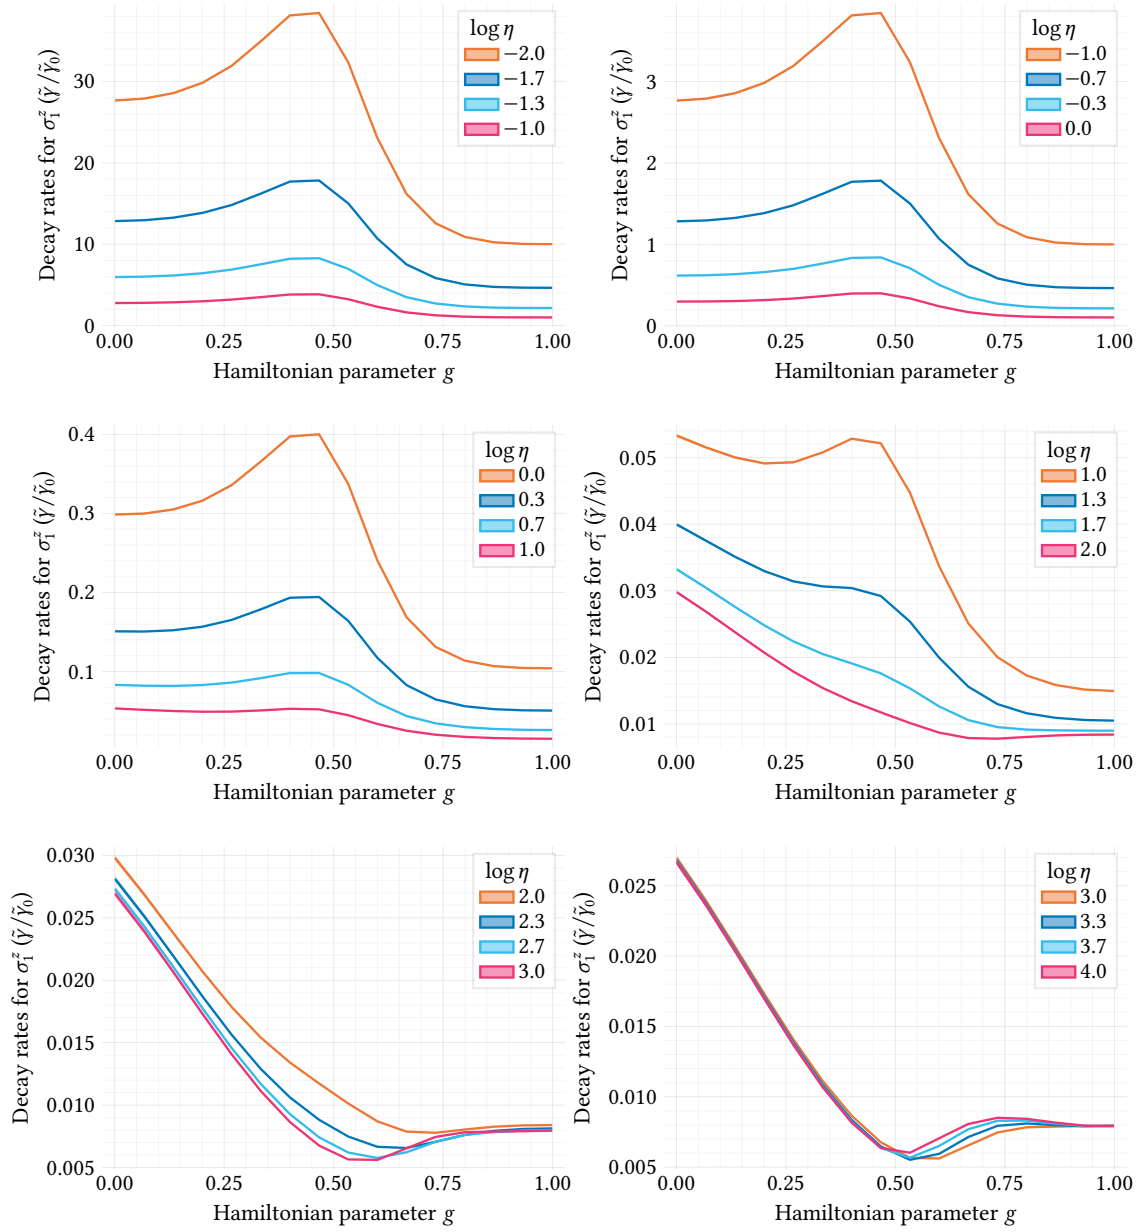 Decay rates for σ₁ᶻ (γ̃/γ̃₀)
30
20
10
0
0.00 0.25 0.50 0.75 1.00
Hamiltonian parameter g
log η
−2.0
−1.7
−1.3
−1.0
Decay rates for σ₁ᶻ (γ̃/γ̃₀)
3
2
1
0
0.00 0.25 0.50 0.75 1.00
Hamiltonian parameter g
log η
−1.0
−0.7
−0.3
0.0
Decay rates for σ₁ᶻ (γ̃/γ̃₀)
0.4
0.3
0.2
0.1
0.00 0.25 0.50 0.75 1.00
Hamiltonian parameter g
log η
0.0
0.3
0.7
1.0
Decay rates for σ₁ᶻ (γ̃/γ̃₀)
0.05
0.04
0.03
0.02
0.01
0.00 0.25 0.50 0.75 1.00
Hamiltonian parameter g
log η
1.0
1.3
1.7
2.0
Decay rates for σ₁ᶻ (γ̃/γ̃₀)
0.030
0.025
0.020
0.015
0.010
0.005
0.00 0.25 0.50 0.75 1.00
Hamiltonian parameter g
log η
2.0
2.3
2.7
3.0
Decay rates for σ₁ᶻ (γ̃/γ̃₀)
0.025
0.020
0.015
0.010
0.005
0.00 0.25 0.50 0.75 1.00
Hamiltonian parameter g
log η
3.0
3.3
3.7
4.0